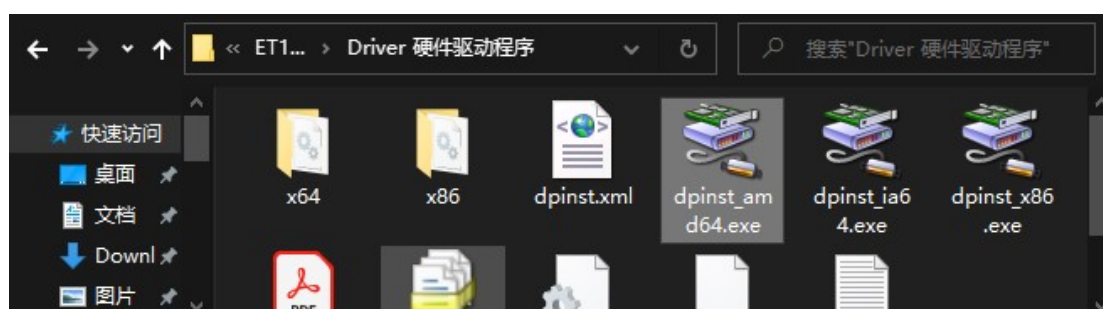 « ET1... › Driver 硬件驱动程序
搜索"Driver 硬件驱动程序"
快速访问
桌面
文档
Downl
图片
x64
x86
dpinst.xml
dpinst_am
d64.exe
dpinst_ia6
4.exe
dpinst_x86
.exe